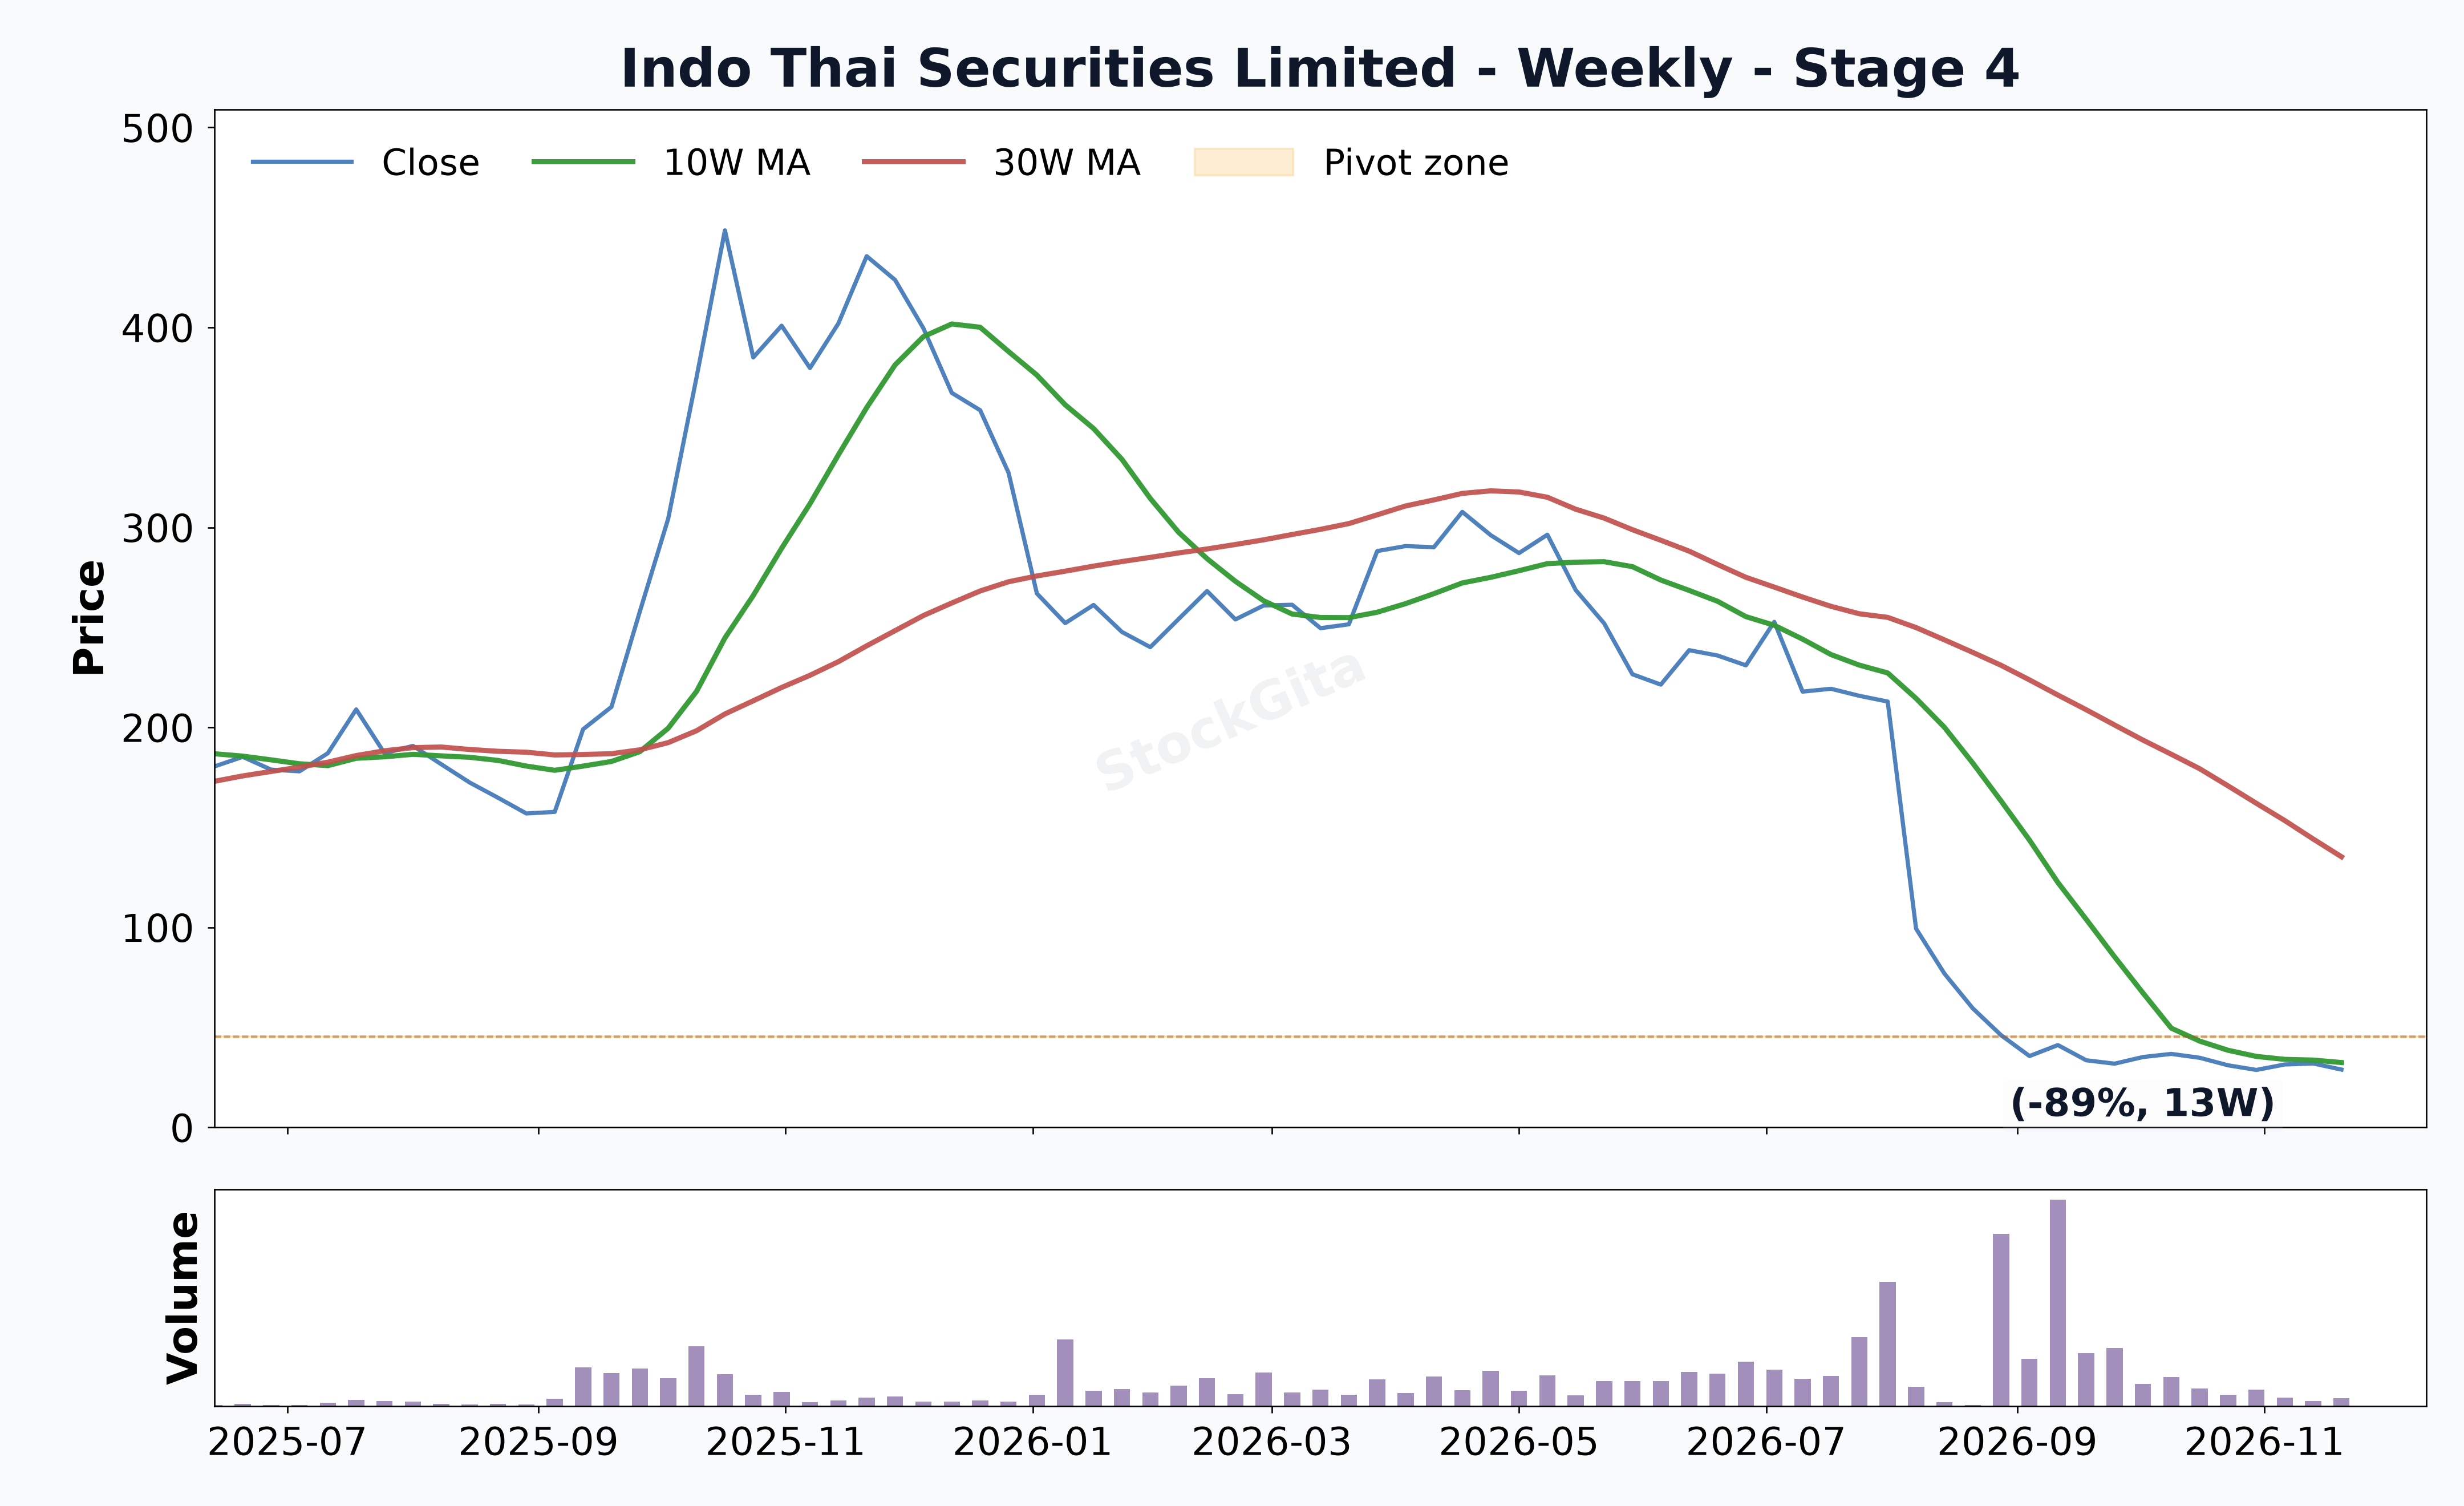 Indo Thai Securities Limited - Weekly - Stage 4
500
Close
10W MA
30W MA
Pivot zone
400
300
200
100
0
Price
StockGita
(-89%, 13W)
Volume
2025-07
2025-09
2025-11
2026-01
2026-03
2026-05
2026-07
2026-09
2026-11